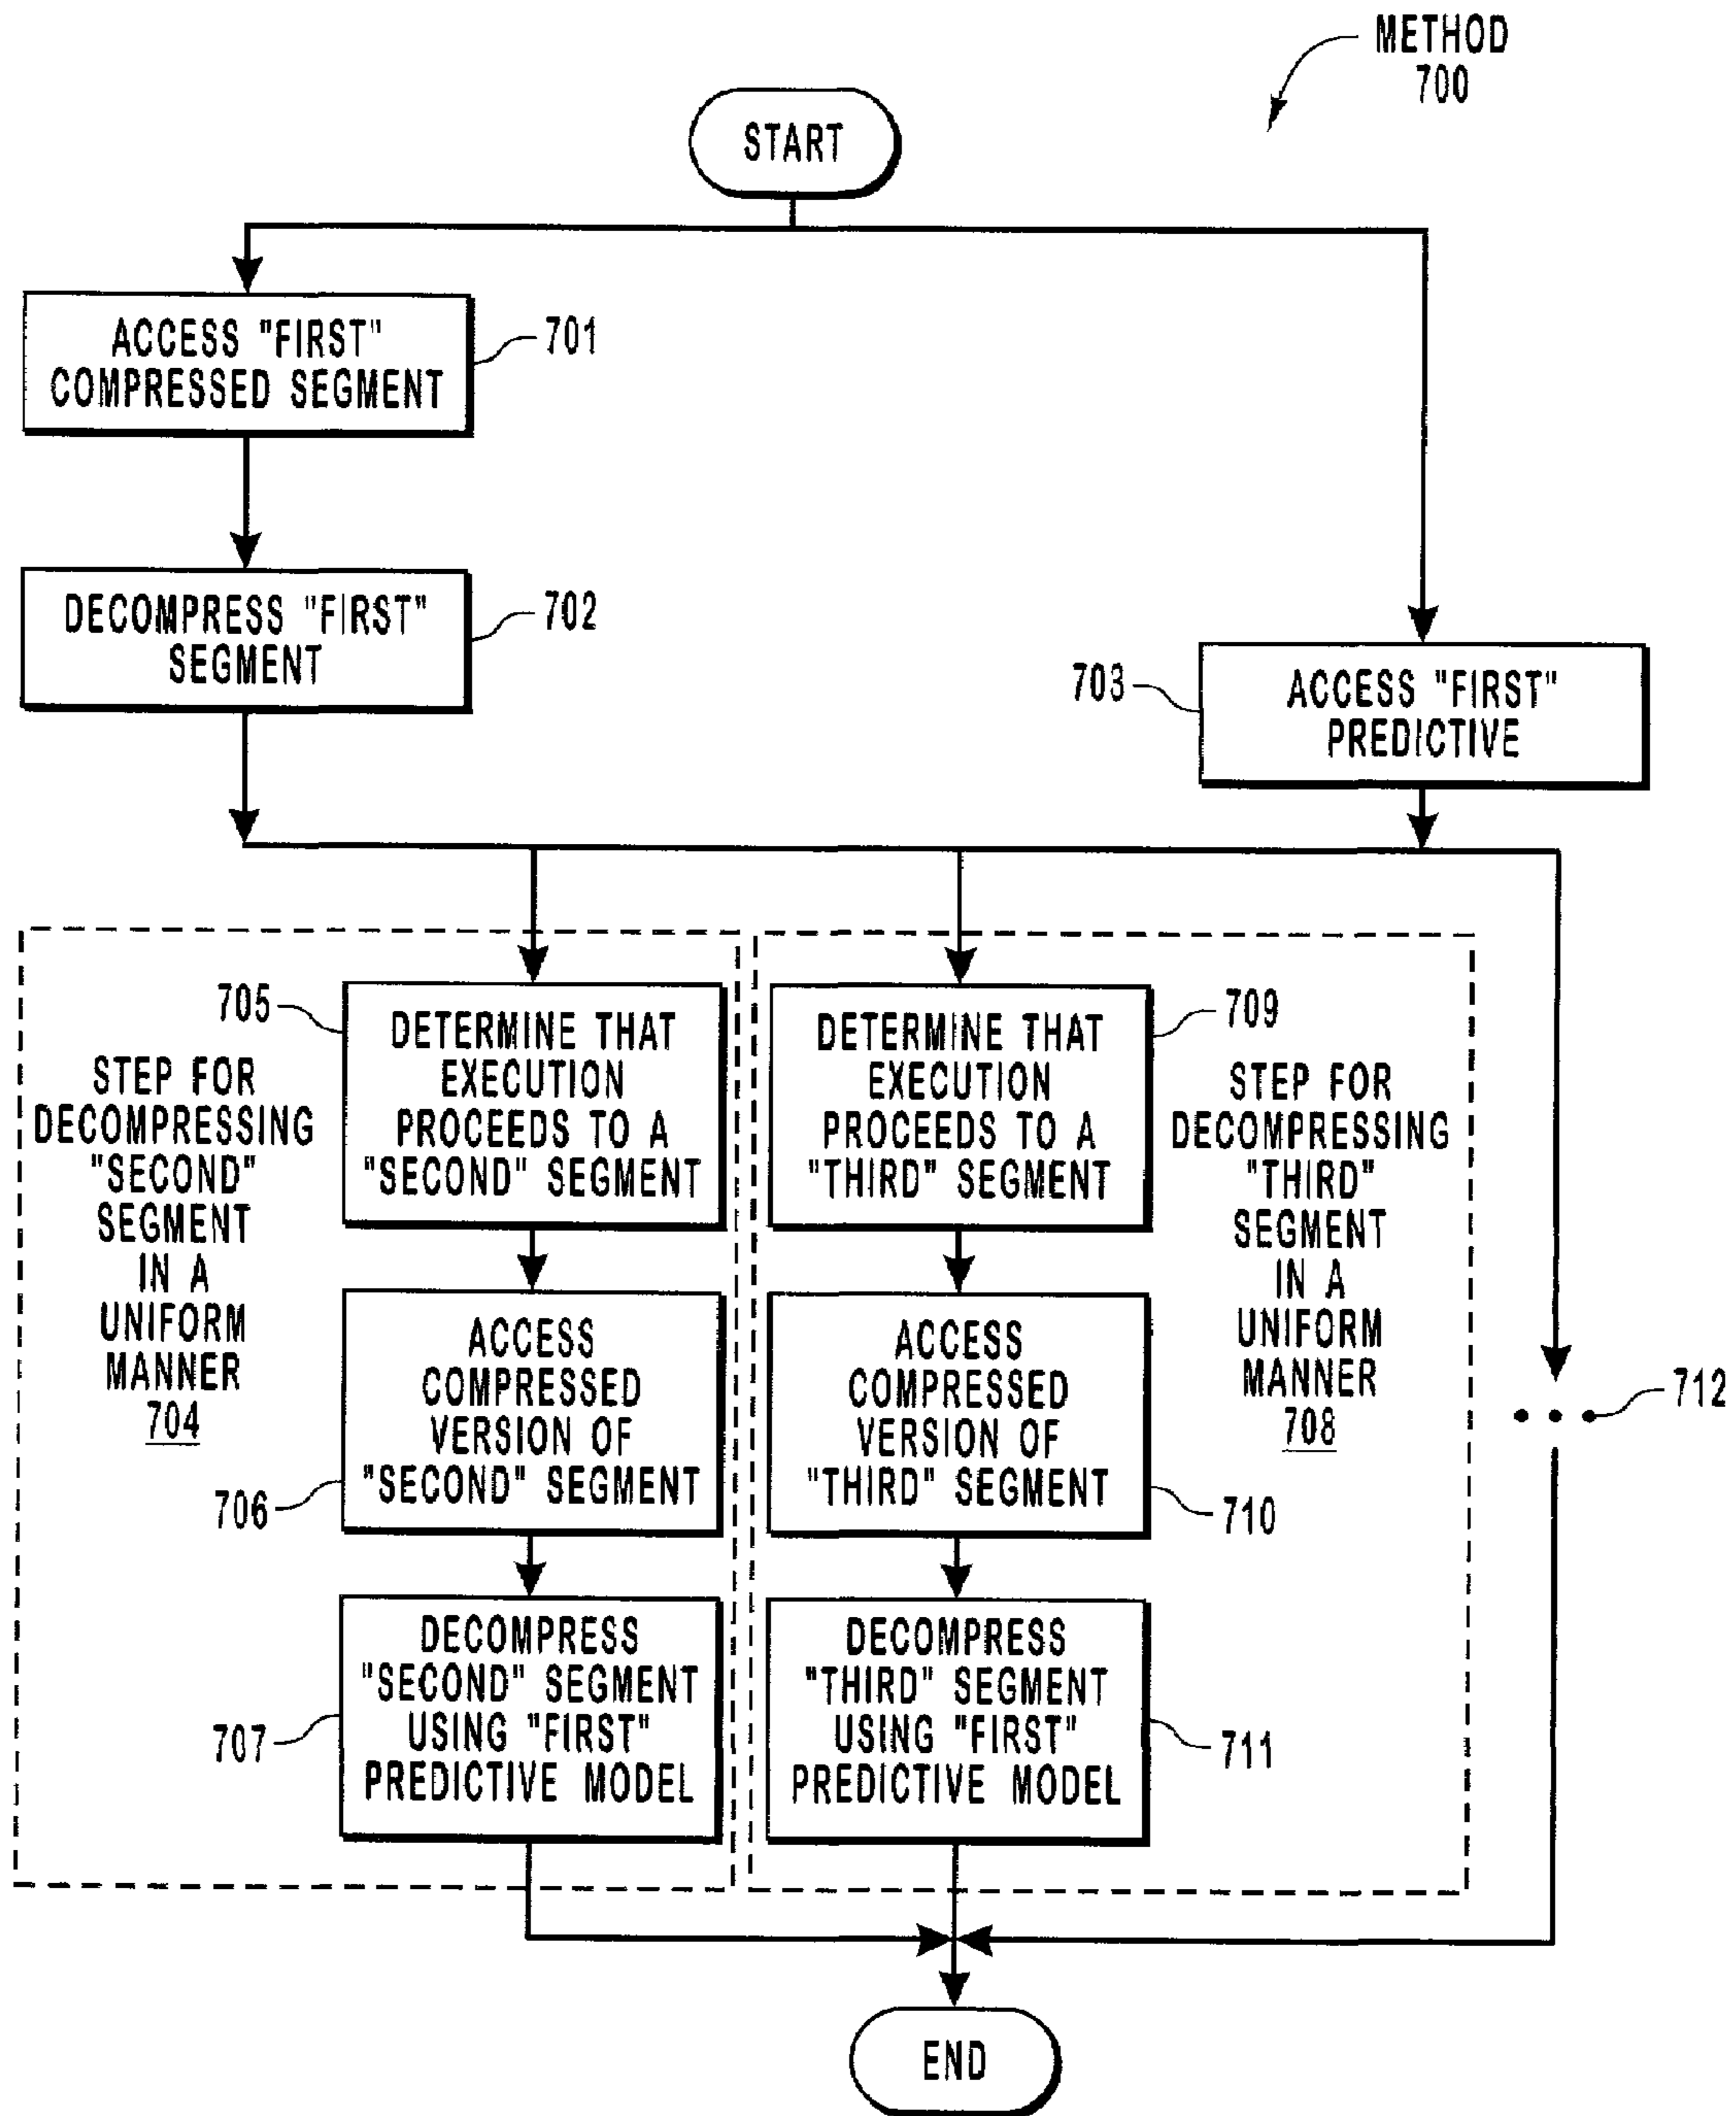 METHOD
700
START
ACCESS "FIRST"
COMPRESSED SEGMENT
701
DECOMPRESS "FIRST"
SEGMENT
702
703
ACCESS "FIRST"
PREDICTIVE
STEP FOR
DECOMPRESSING
"SECOND"
SEGMENT
IN A
UNIFORM
MANNER
704
705
DETERMINE THAT
EXECUTION
PROCEEDS TO A
"SECOND" SEGMENT
706
ACCESS
COMPRESSED
VERSION OF
"SECOND" SEGMENT
707
DECOMPRESS
"SECOND" SEGMENT
USING "FIRST"
PREDICTIVE MODEL
DETERMINE THAT
EXECUTION
PROCEEDS TO A
"THIRD" SEGMENT
709
STEP FOR
DECOMPRESSING
"THIRD"
SEGMENT
IN A
UNIFORM
MANNER
708
ACCESS
COMPRESSED
VERSION OF
"THIRD" SEGMENT
710
DECOMPRESS
"THIRD" SEGMENT
USING "FIRST"
PREDICTIVE MODEL
711
712
END